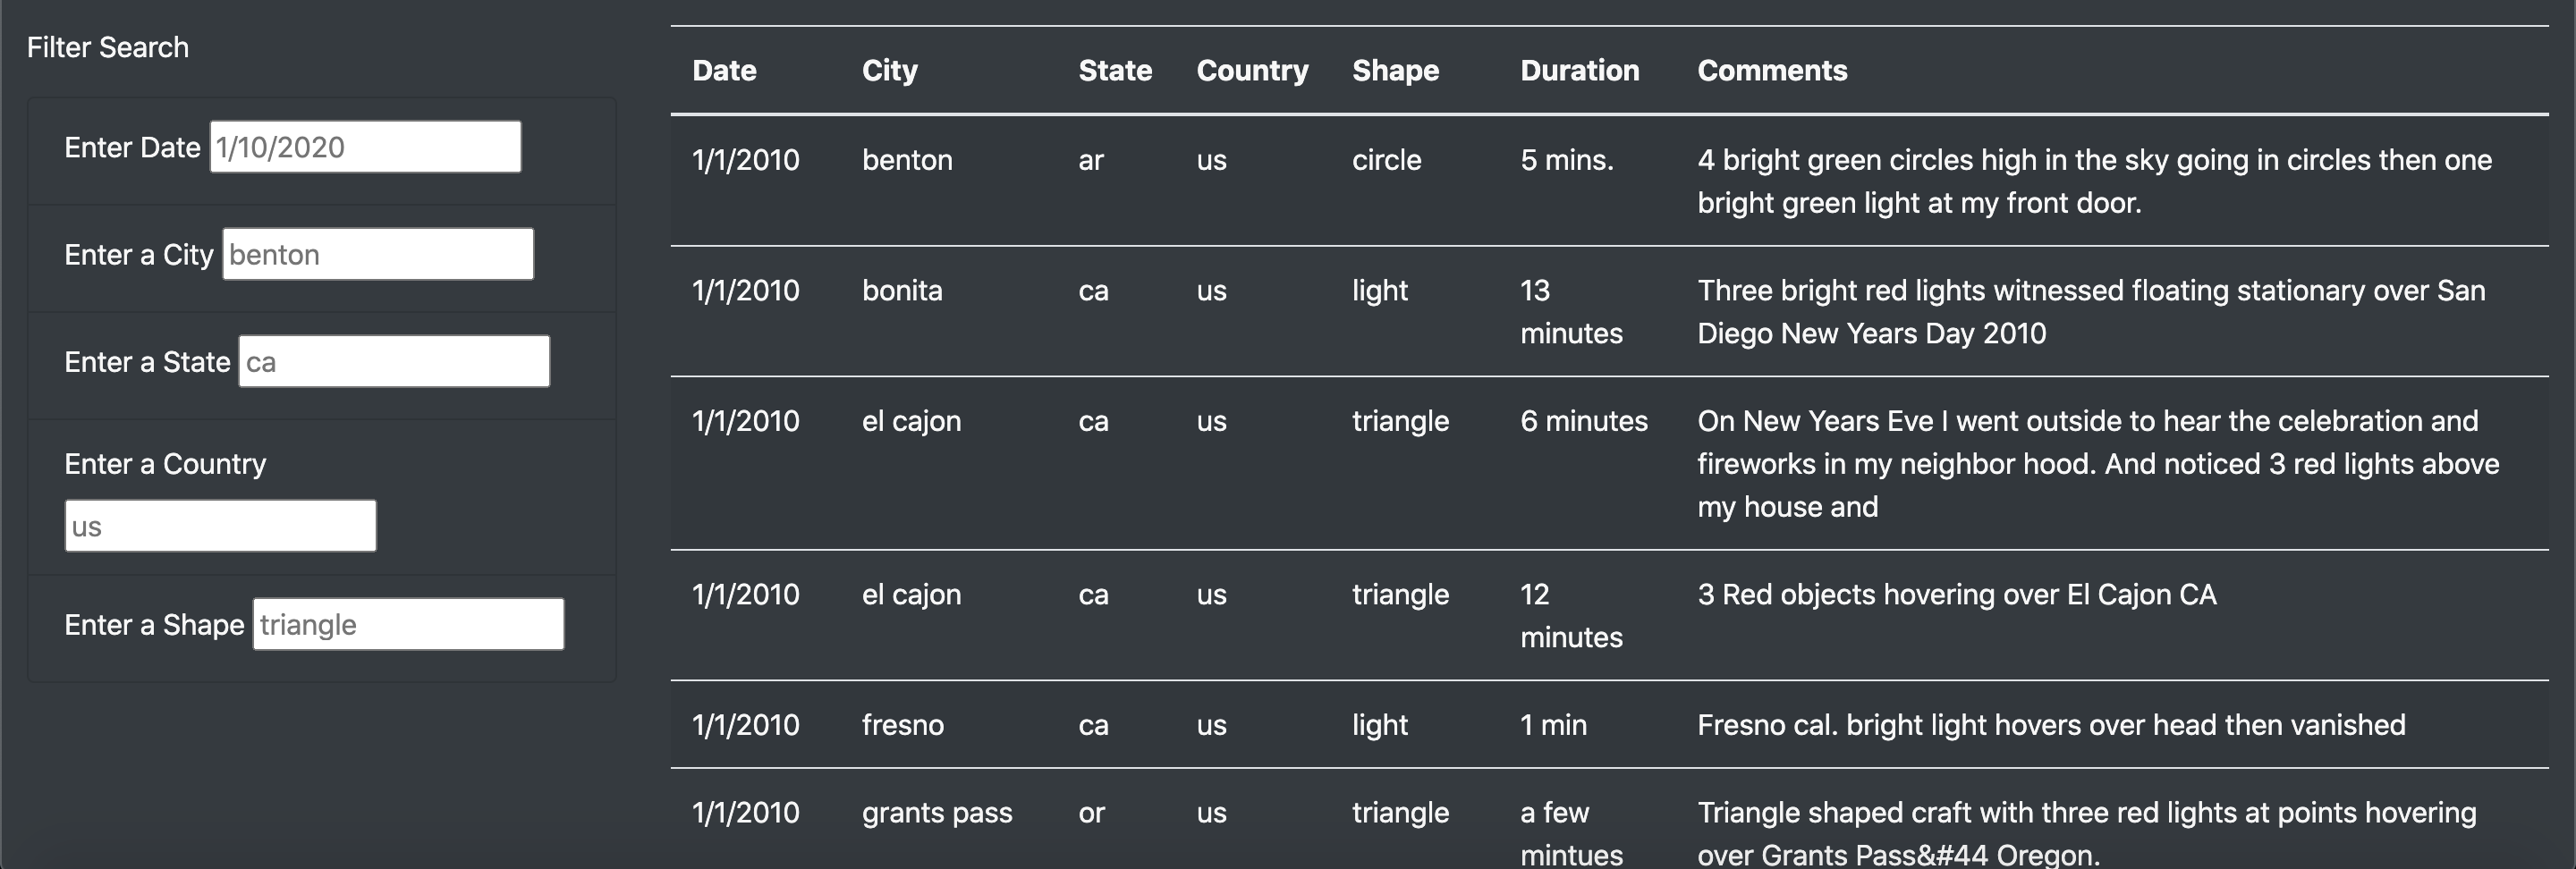 Filter Search
Enter Date 1/10/2020
Enter a City benton
Enter a State ca
Enter a Country
us
Enter a Shape triangle
Date City State Country Shape Duration Comments
1/1/2010 benton ar us circle 5 mins. 4 bright green circles high in the sky going in circles then one
bright green light at my front door.
1/1/2010 bonita ca us light 13 Three bright red lights witnessed floating stationary over San
minutes Diego New Years Day 2010
1/1/2010 el cajon ca us triangle 6 minutes On New Years Eve I went outside to hear the celebration and
fireworks in my neighbor hood. And noticed 3 red lights above
my house and
1/1/2010 el cajon ca us triangle 12 3 Red objects hovering over El Cajon CA
minutes
1/1/2010 fresno ca us light 1 min Fresno cal. bright light hovers over head then vanished
1/1/2010 grants pass or us triangle a few Triangle shaped craft with three red lights at points hovering
mintues over Grants Pass&#44 Oregon.